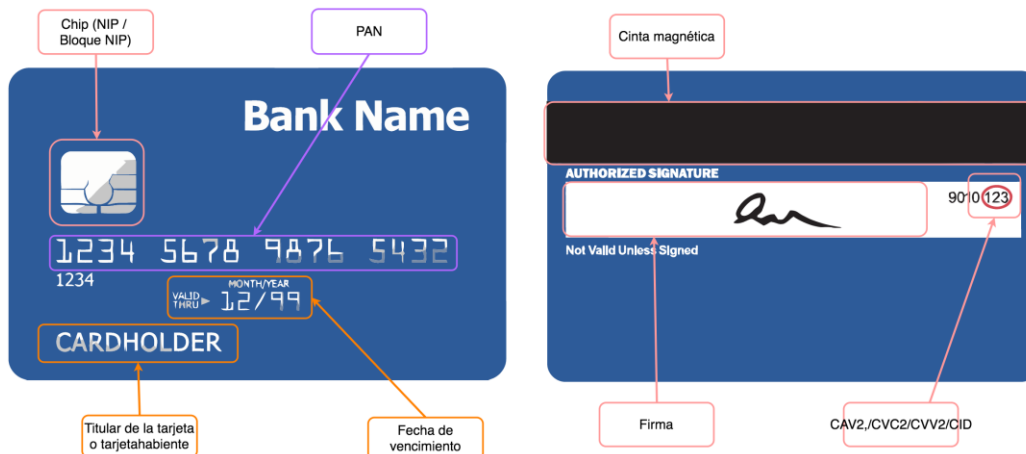 Chip (NIP /
Bloque NIP)
PAN
Cinta magnética
Bank Name
1234 5678 9876 5432
1234
MONTH/YEAR
VALID
THRU
12/99
CARDHOLDER
Titular de la tarjeta
o tarjetahabiente
Fecha de
vencimiento
AUTHORIZED SIGNATURE
9010 123
Not Valid Unless Signed
Firma
CAV2,/CVC2/CVV2/CID